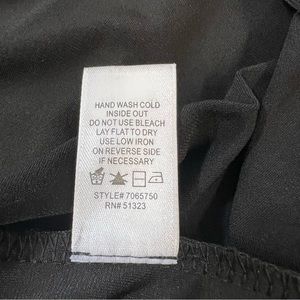 HAND WASH COLD
INSIDE OUT
DO NOT USE BLEACH
LAY FLAT TO DRY
USE LOW IRON
ON REVERSE SIDE
IF NECESSARY
STYLE# 7065750
RN# 51323